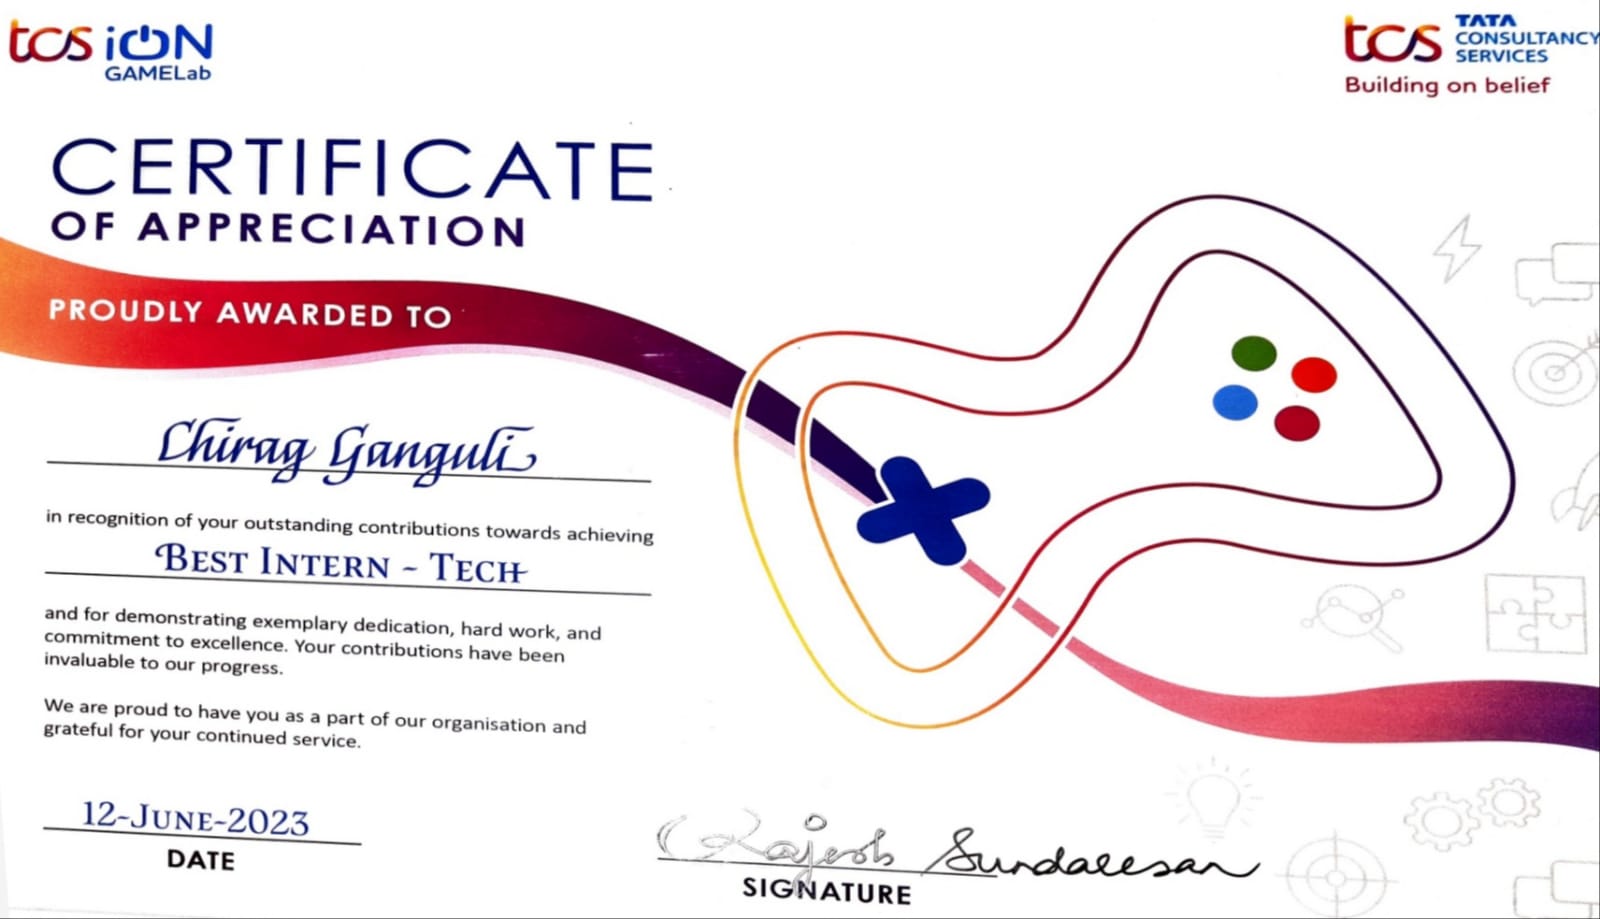 tcs iON
GAMELab
tcs TATA
CONSULTANCY
SERVICES
Building on belief
CERTIFICATE
OF APPRECIATION
PROUDLY AWARDED TO
Chirag Ganguli
in recognition of your outstanding contributions towards achieving
BEST INTERN - TECH
and for demonstrating exemplary dedication, hard work, and
commitment to excellence. Your contributions have been
invaluable to our progress.
We are proud to have you as a part of our organisation and
grateful for your continued service.
12-JUNE-2023
DATE
Rajesh Sundaresan
SIGNATURE